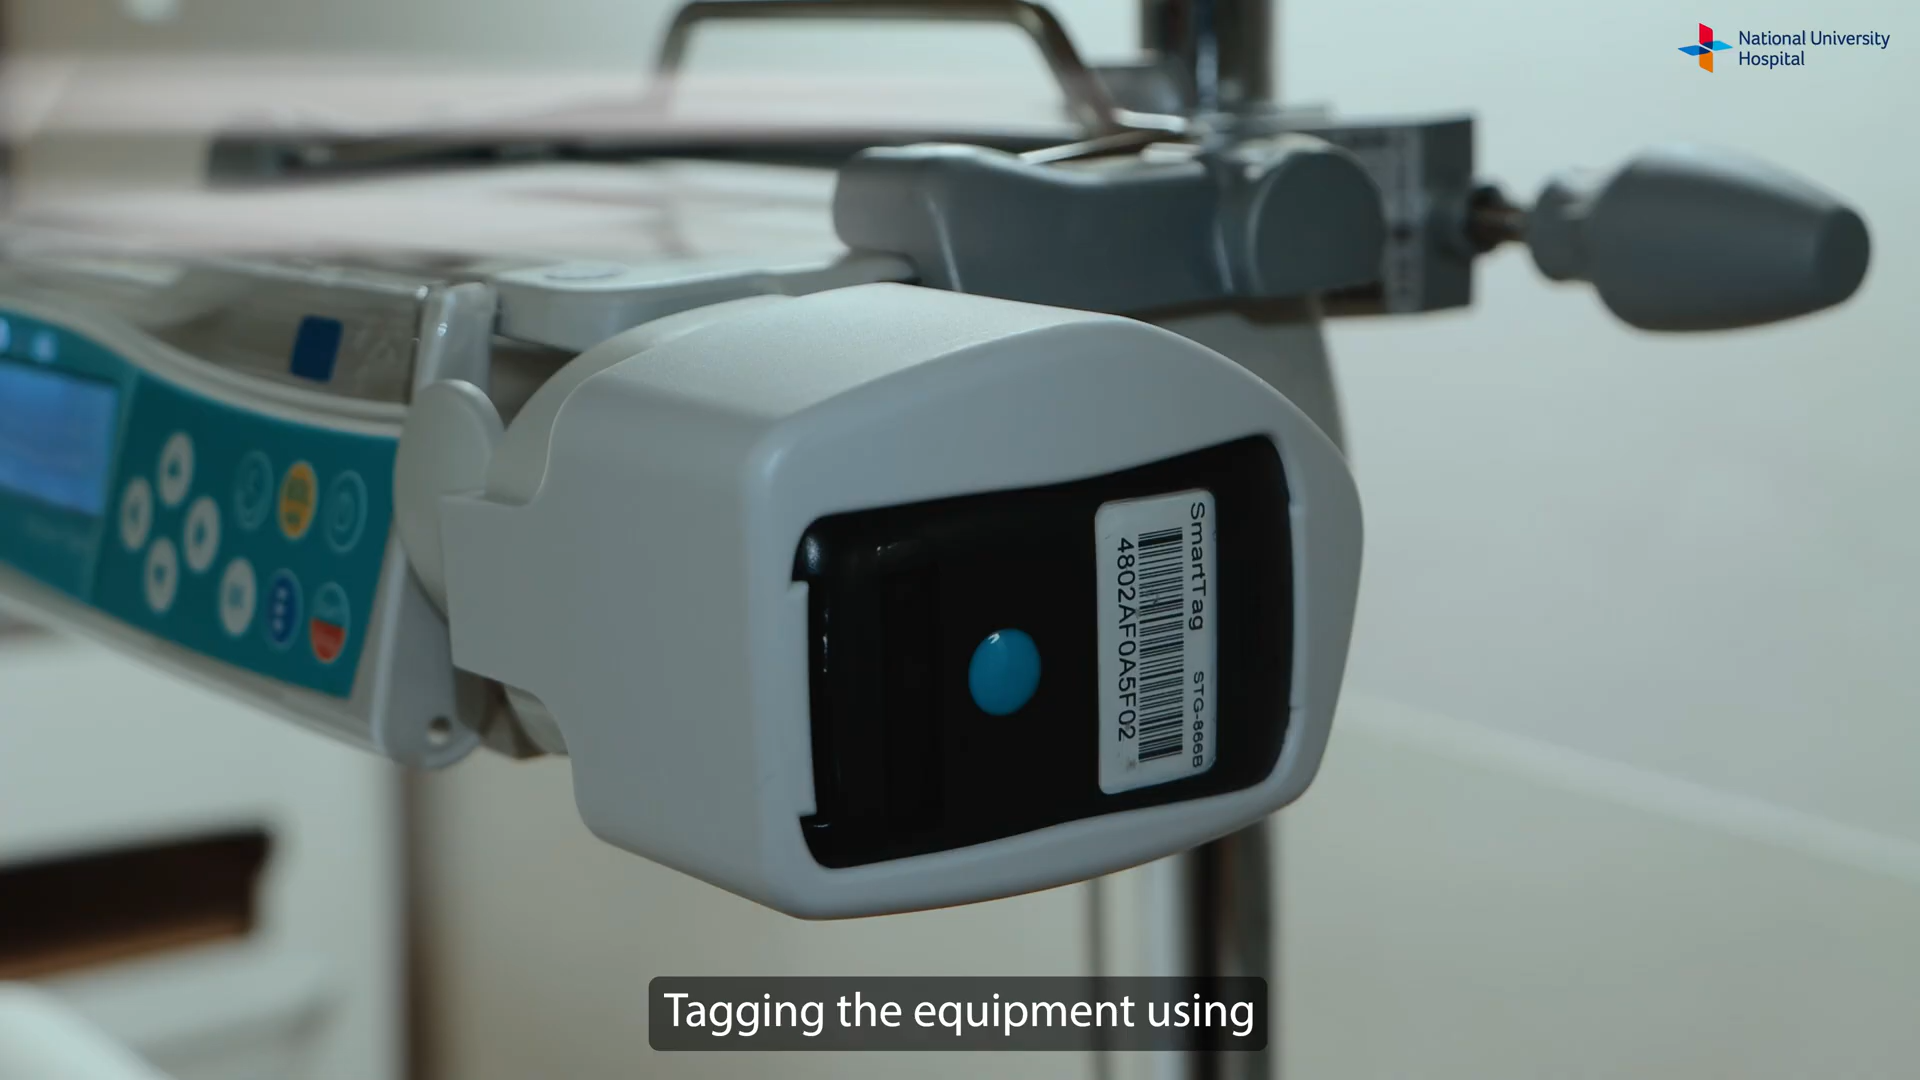 National University
Hospital
SmartTag STG-866B
4802AF0A5F02
Tagging the equipment using